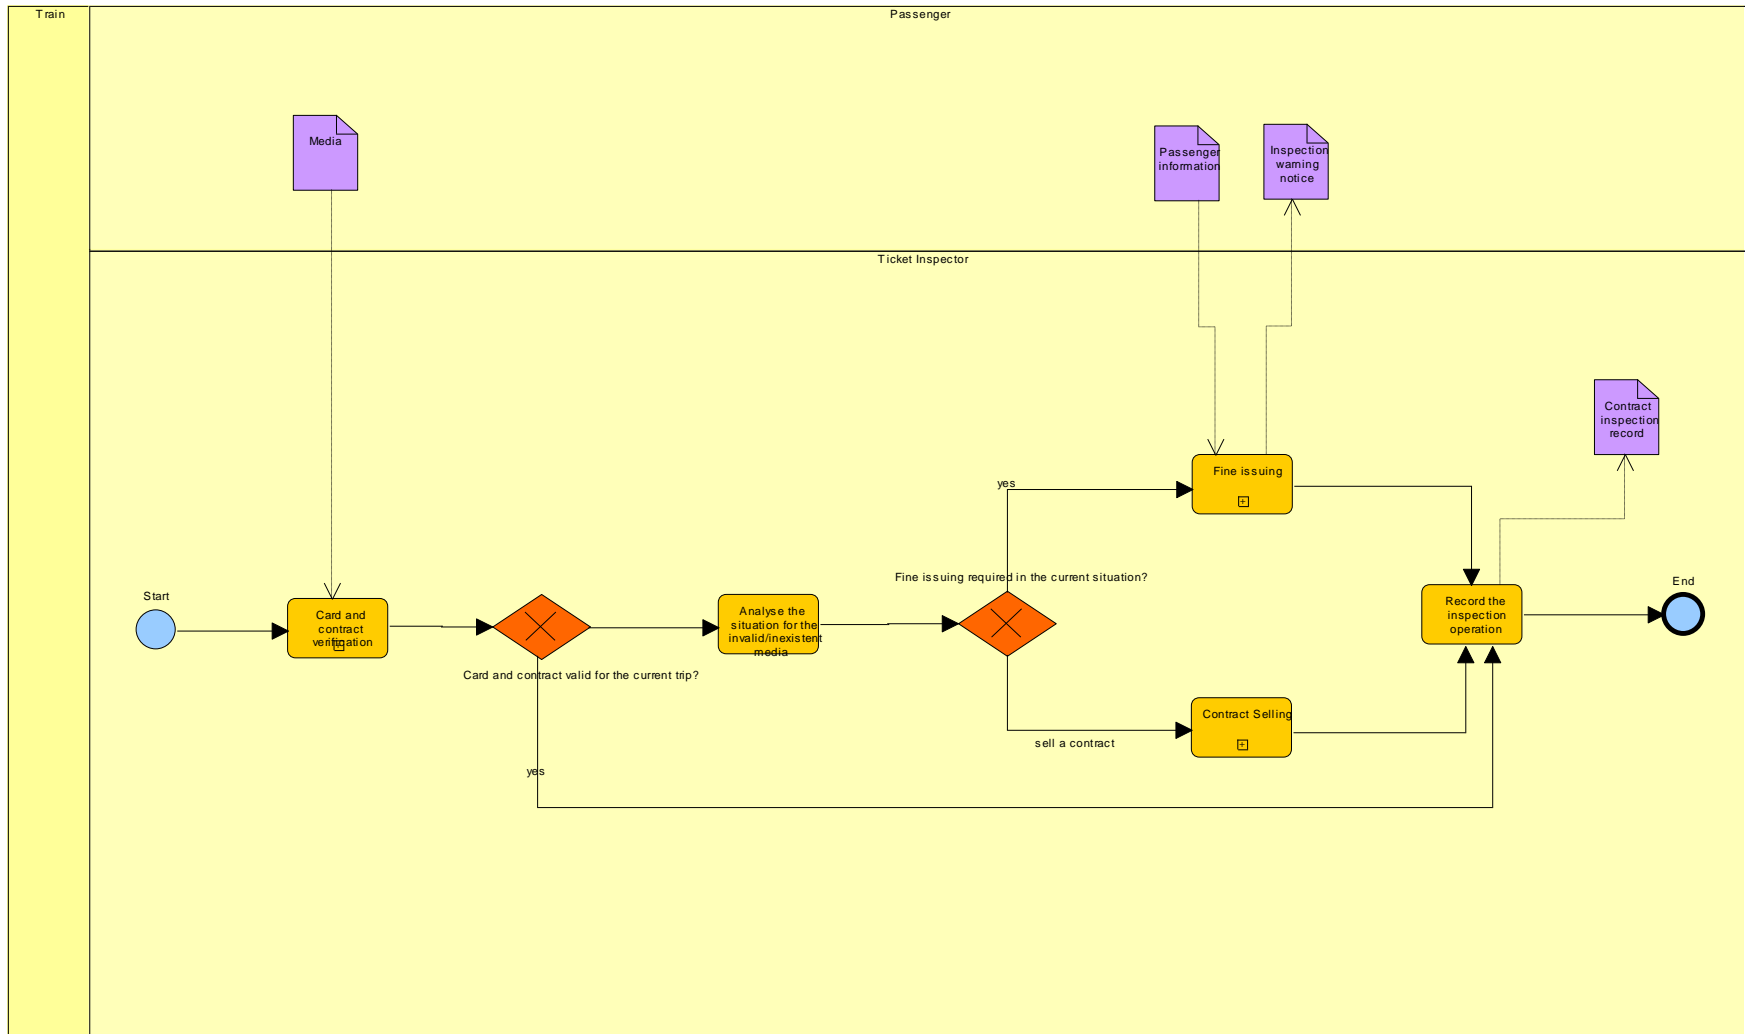 Train
Passenger
Media
Passenger
information
Inspection
warning
notice
Ticket Inspector
Contract
inspection
record
Fine issuing
yes
Fine issuing required in the current situation?
Start
End
Card and
contract
verification
Analyse the
situation for the
invalid/inexistent
media
Record the
inspection
operation
Card and contract valid for the current trip?
Contract Selling
sell a contract
yes